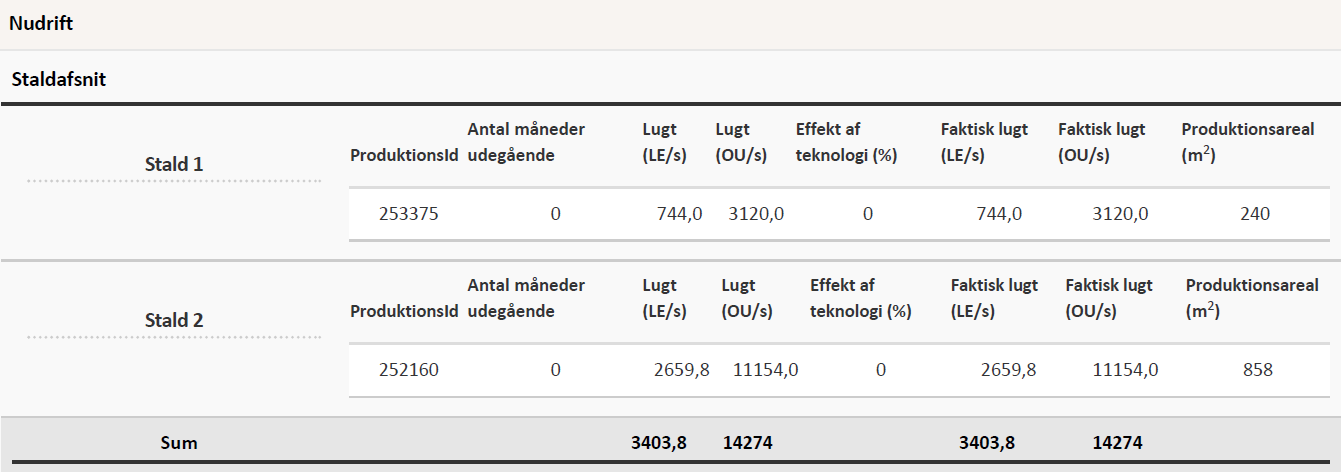 Nudrift
Staldafsnit
Stald 1
ProduktionsId Antal måneder udegående Lugt (LE/s) Lugt (OU/s) Effekt af teknologi (%) Faktisk lugt (LE/s) Faktisk lugt (OU/s) Produktionsareal (m²)
253375 0 744,0 3120,0 0 744,0 3120,0 240
Stald 2
ProduktionsId Antal måneder udegående Lugt (LE/s) Lugt (OU/s) Effekt af teknologi (%) Faktisk lugt (LE/s) Faktisk lugt (OU/s) Produktionsareal (m²)
252160 0 2659,8 11154,0 0 2659,8 11154,0 858
Sum 3403,8 14274 3403,8 14274